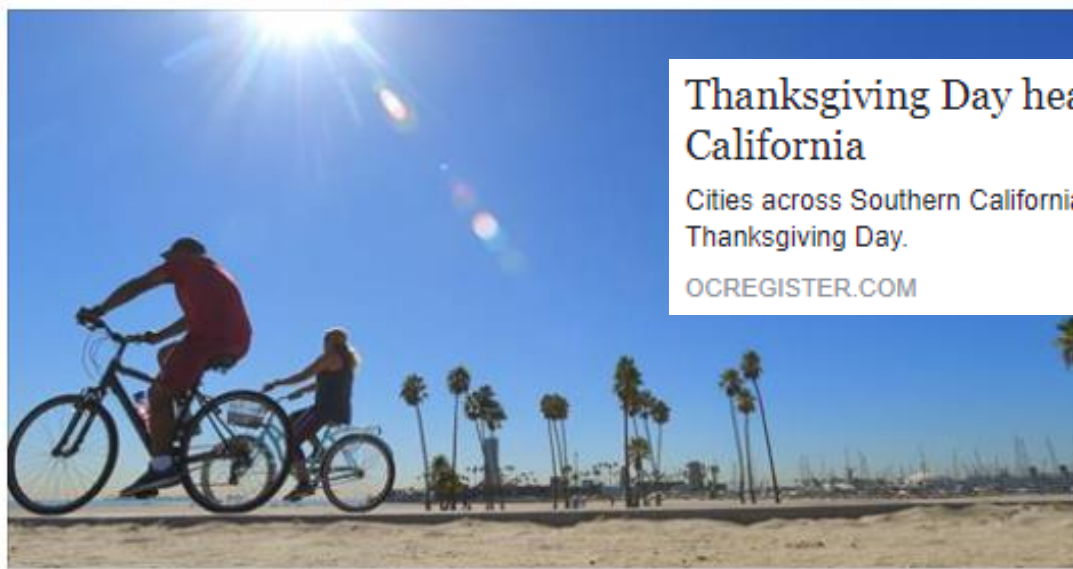 Thanksgiving Day hea
California
Cities across Southern California
Thanksgiving Day.
OCREGISTER.COM